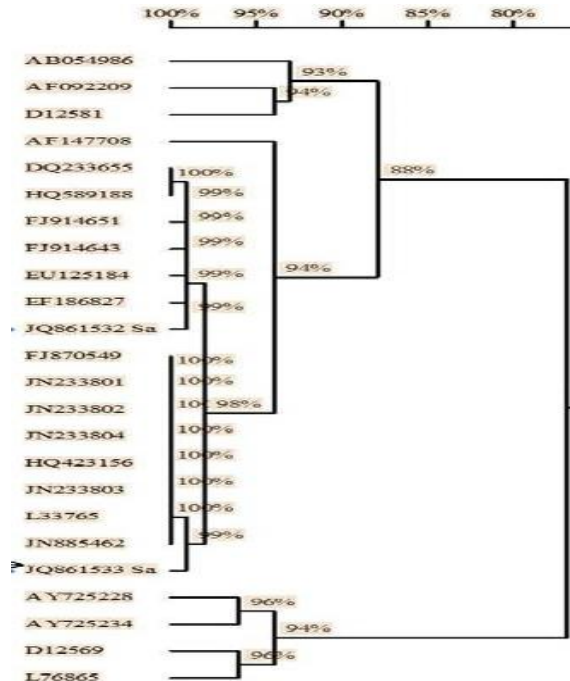 100% 95% 90% 85% 80%
AB054986
93%
AF092209
94%
D12581
AF147708
DQ233655
100%
88%
HQ589188
99%
FJ914651
99%
FJ914643
99%
EU125184
99% 94%
EF186827
99%
JQ861532 Sa
FJ870549
100%
JN233801
100%
JN233802
98%
JN233804
100%
HQ423156
100%
JN233803
100%
L33765
100%
JN885462
99%
JQ861533 Sa
AY725228
96%
AY725234
94%
D12569
96%
L76865